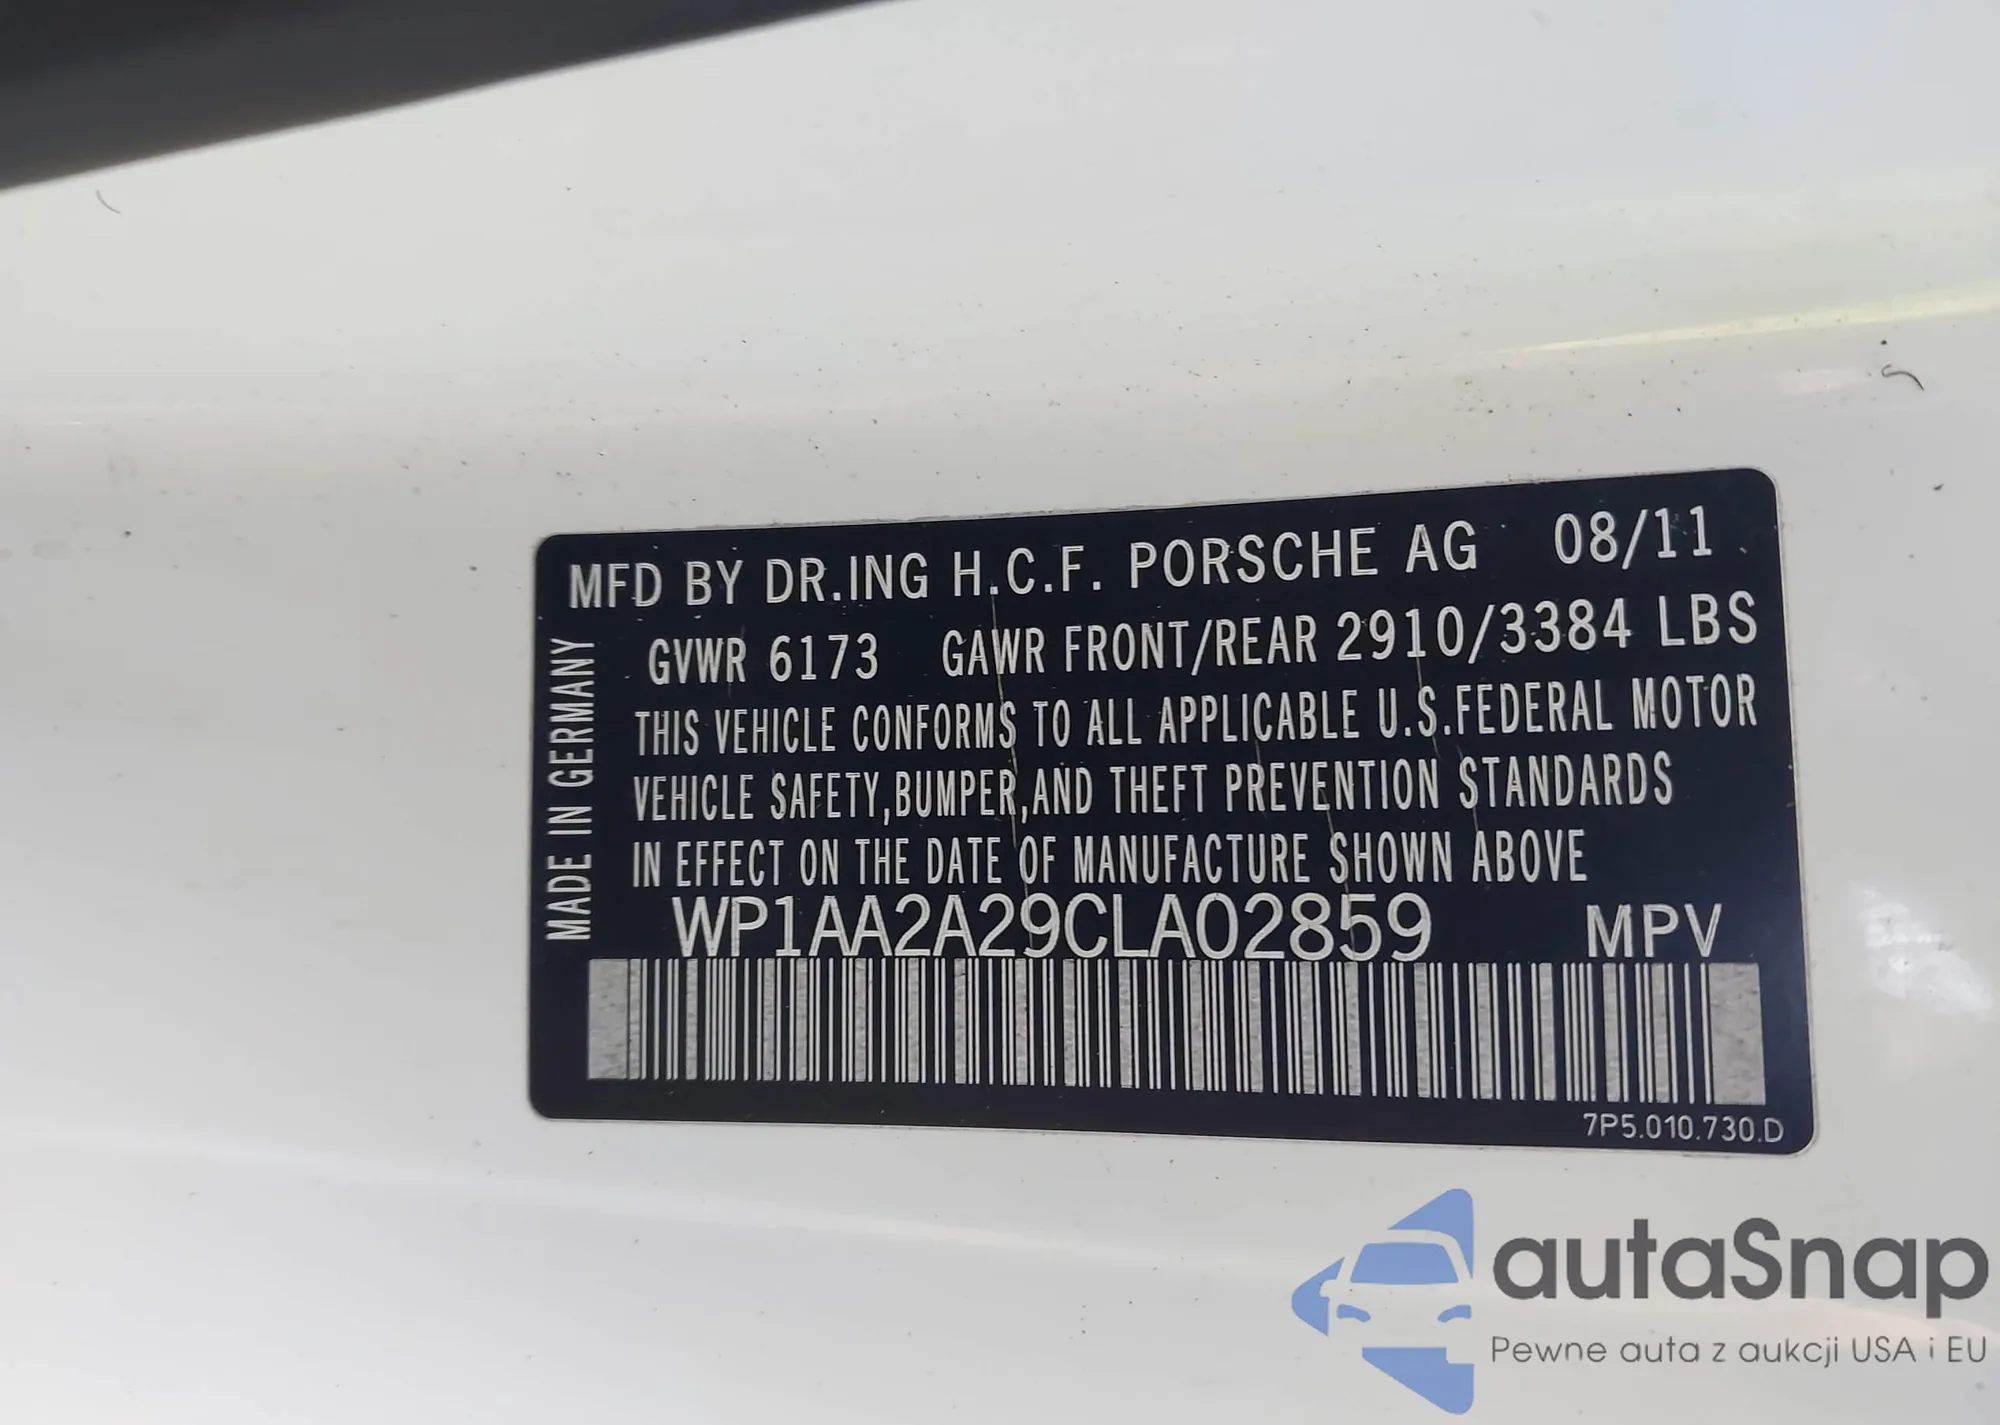 MFD BY DR.ING H.C.F. PORSCHE AG 08/11
GVWR 6173 GAWR FRONT/REAR 2910/3384 LBS
THIS VEHICLE CONFORMS TO ALL APPLICABLE U.S.FEDERAL MOTOR
VEHICLE SAFETY,BUMPER,AND THEFT PREVENTION STANDARDS
IN EFFECT ON THE DATE OF MANUFACTURE SHOWN ABOVE
WP1AA2A29CLA02859 MPV
MADE IN GERMANY
7P5.010.730.D
autaSnap
Pewne auta z aukcji USA i EU